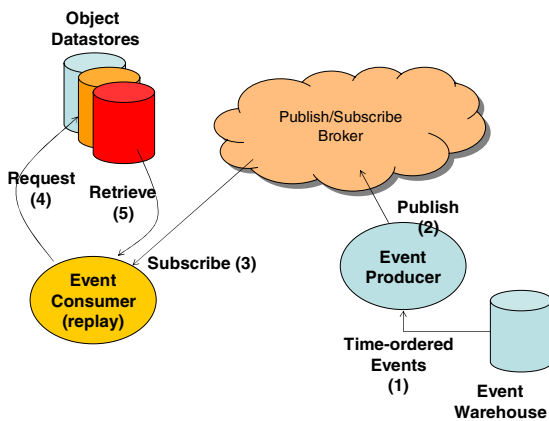 Object
Datastores
Publish/Subscribe
Broker
Request
(4)
Retrieve
(5)
Publish
(2)
Subscribe (3)
Event
Producer
Event
Consumer
(replay)
Time-ordered
Events
(1)
Event
Warehouse